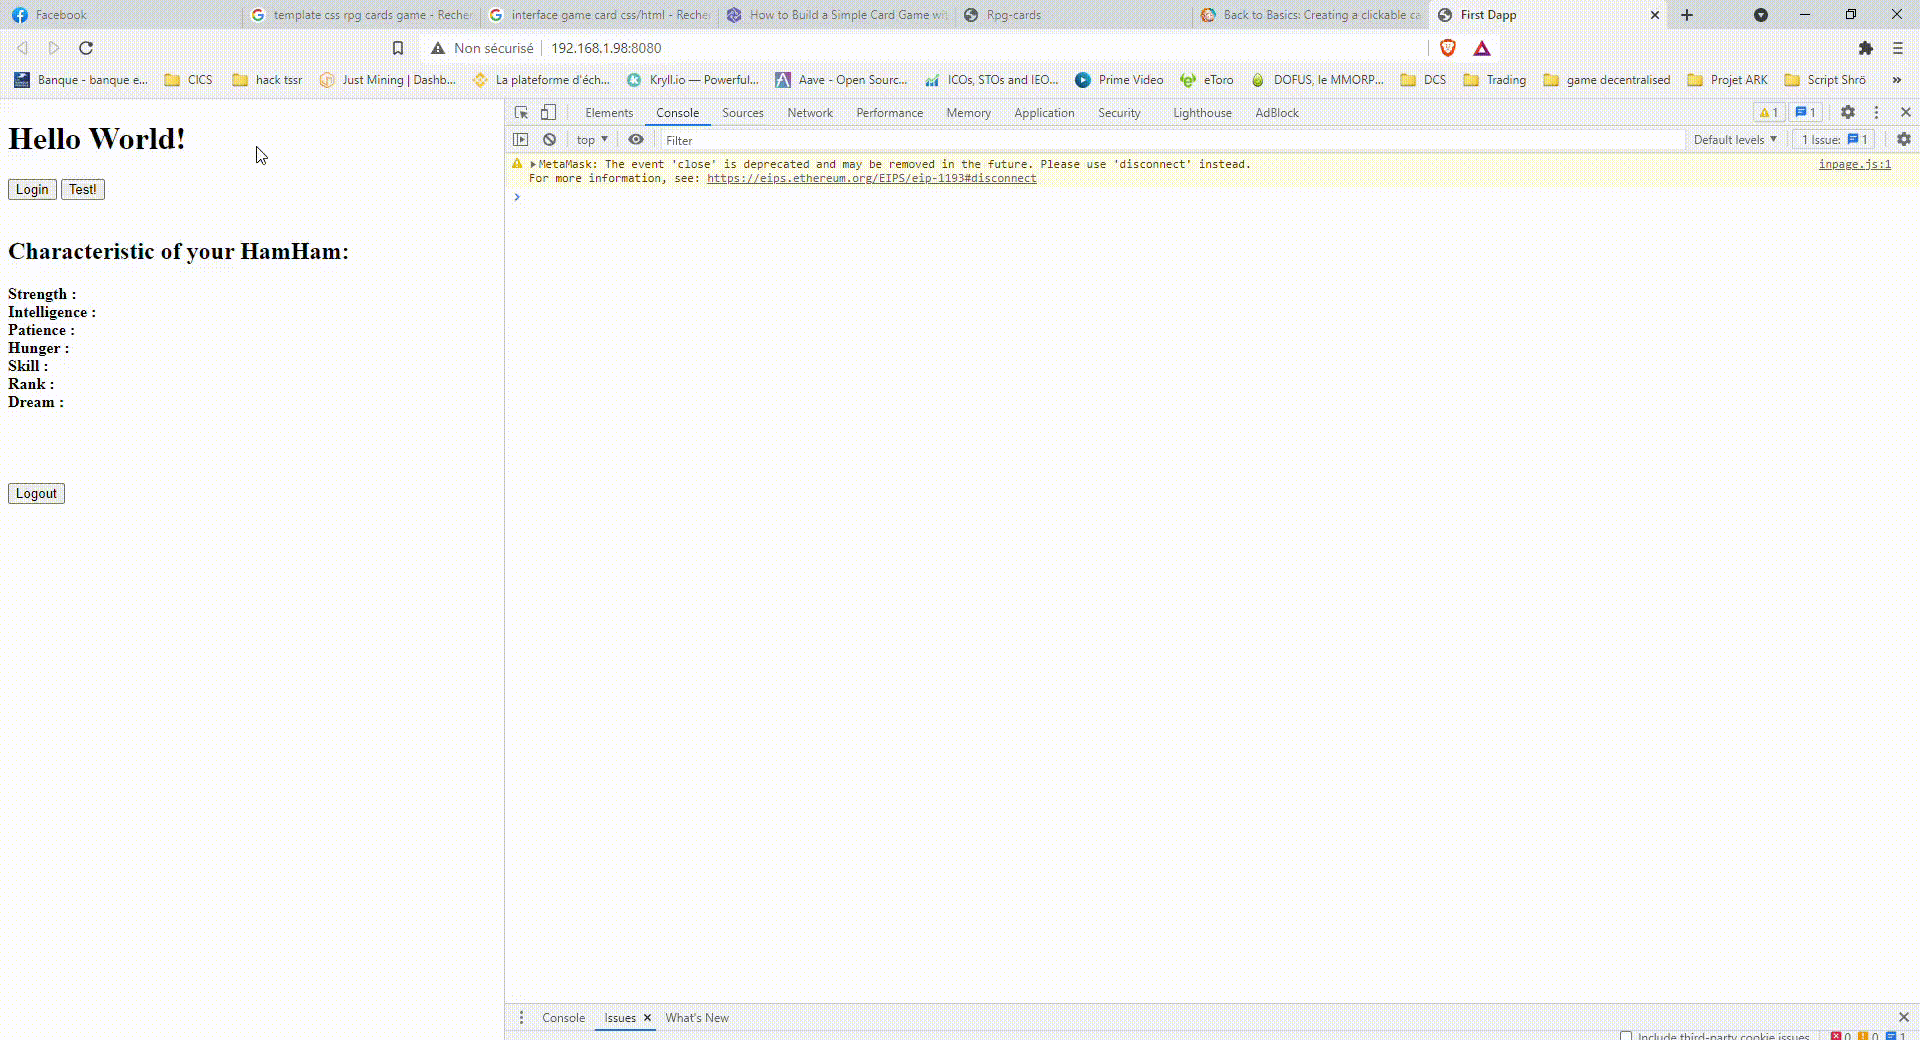 Facebook
template css rpg cards game - Recher
interface game card css/html - Recher
How to Build a Simple Card Game wit
Rpg-cards
Back to Basics: Creating a clickable ca
First Dapp
Non sécurisé
192.168.1.98:8080
Banque - banque e...
CICS
hack tssr
Just Mining | Dashb...
La plateforme d'éch...
Kryll.io — Powerful...
Aave - Open Sourc...
ICOs, STOs and IEO...
Prime Video
eToro
DOFUS, le MMORP...
DCS
Trading
game decentralised
Projet ARK
Script Shrö
»
Hello World!
Login Test!
Characteristic of your HamHam:
Strength :
Intelligence :
Patience :
Hunger :
Skill :
Rank :
Dream :
Logout
Elements Console Sources Network Performance Memory Application Security Lighthouse AdBlock
1 1
top Filter Default levels 1 Issue: 1
MetaMask: The event 'close' is deprecated and may be removed in the future. Please use 'disconnect' instead. inpage.js:1
For more information, see: https://eips.ethereum.org/EIPS/eip-1193#disconnect
Console Issues What's New
Include third-party cookie issues 0 0 1